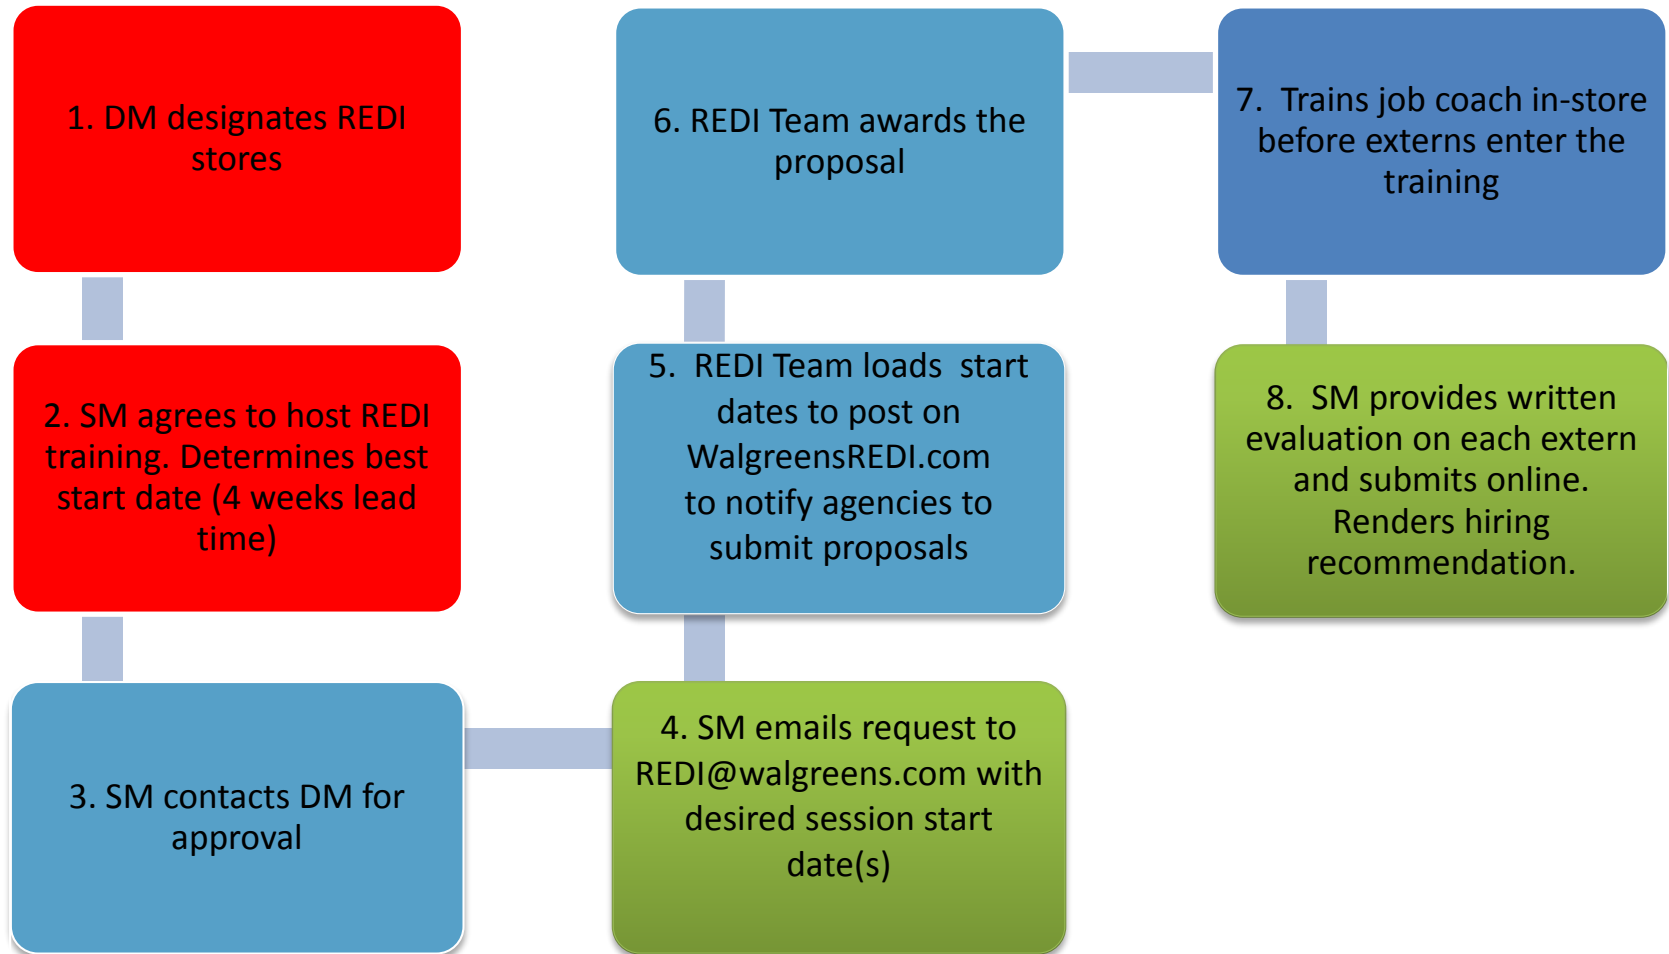 1. DM designates REDI
stores
2. SM agrees to host REDI
training. Determines best
start date (4 weeks lead
time)
3. SM contacts DM for
approval
4. SM emails request to
REDI@walgreens.com with
desired session start
date(s)
5.  REDI Team loads  start
dates to post on
WalgreensREDI.com
to notify agencies to
submit proposals
6. REDI Team awards the
proposal
7.  Trains job coach in-store
before externs enter the
training
8.  SM provides written
evaluation on each extern
and submits online.
Renders hiring
recommendation.